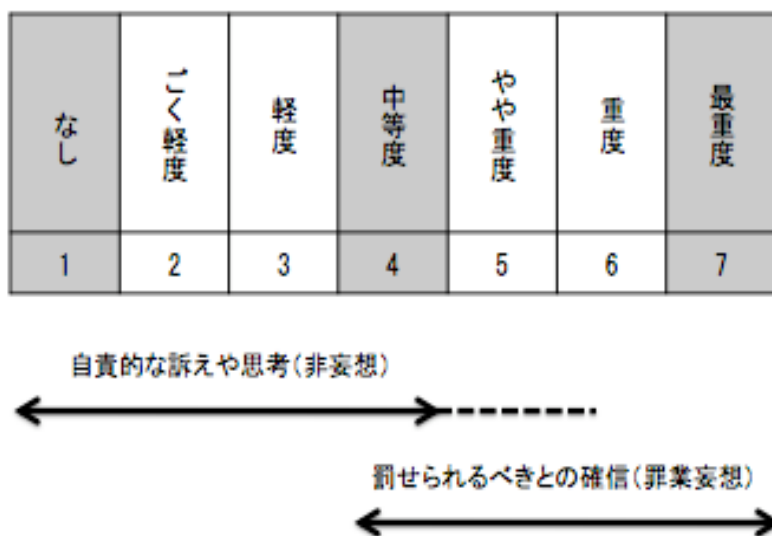 なし
ごく軽度
軽度
中等度
やや重度
重度
最重度
1 2 3 4 5 6 7
自責的な訴えや思考(非妄想)
罰せられるべきとの確信(罪業妄想)